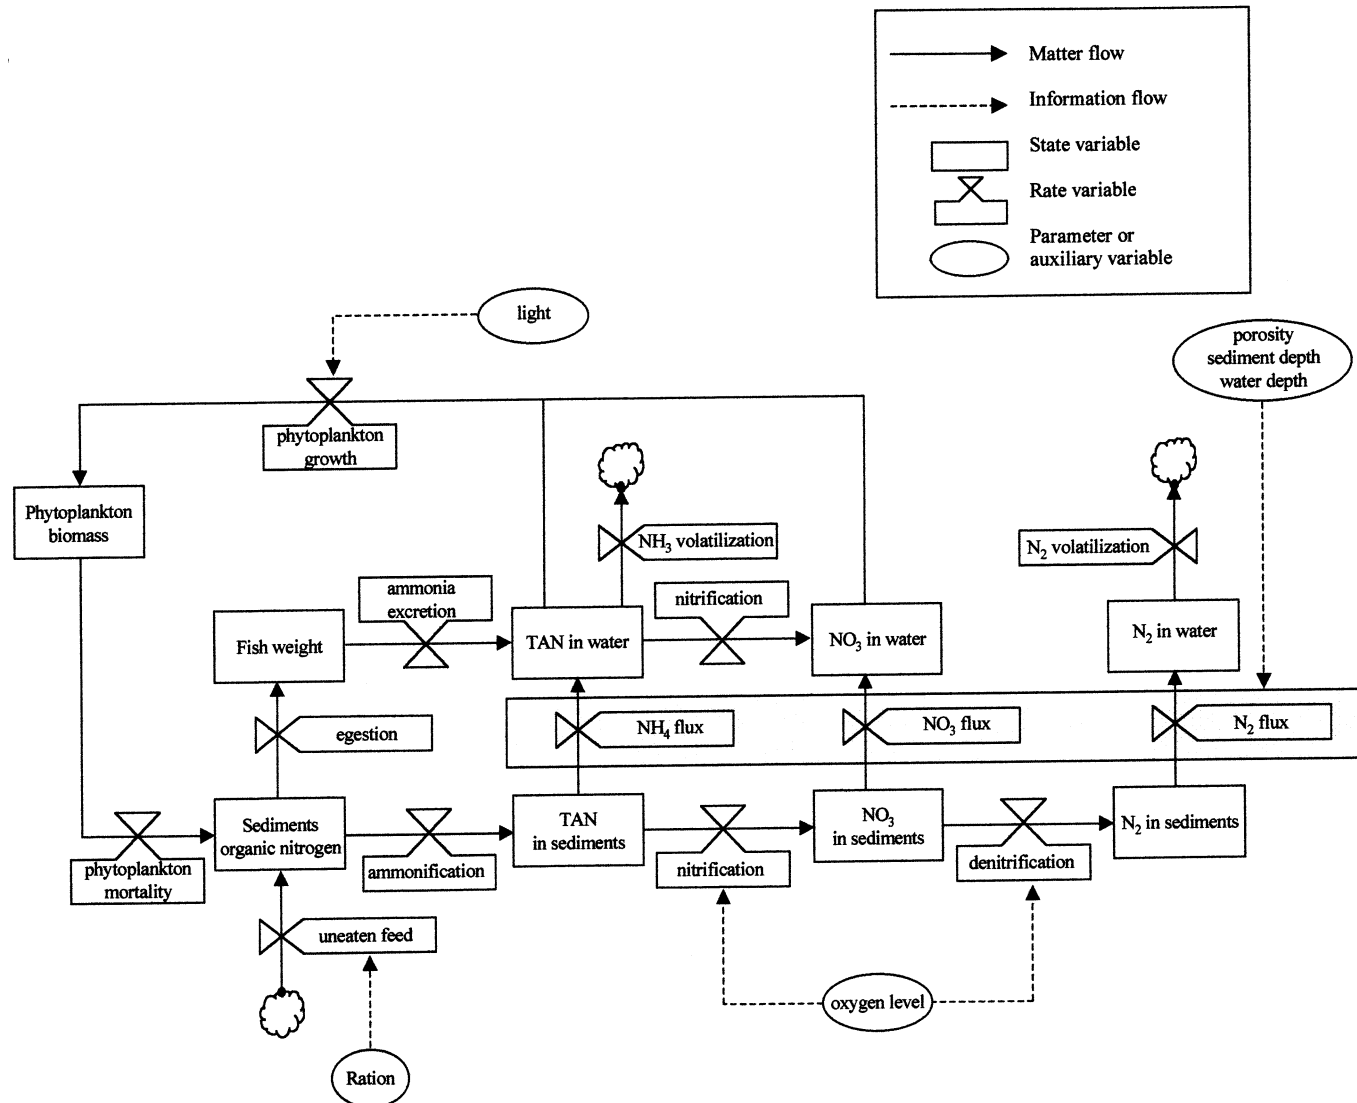 Matter flow
Information flow
State variable
Rate variable
Parameter or
auxiliary variable
light
porosity
sediment depth
water depth
phytoplankton
growth
Phytoplankton
biomass
NH3 volatilization
N2 volatilization
ammonia
excretion
nitrification
Fish weight
TAN in water
NO3 in water
N2 in water
egestion
NH4 flux
NO3 flux
N2 flux
Sediments
organic nitrogen
TAN
in sediments
NO3
in sediments
N2 in sediments
phytoplankton
mortality
ammonification
nitrification
denitrification
uneaten feed
oxygen level
Ration